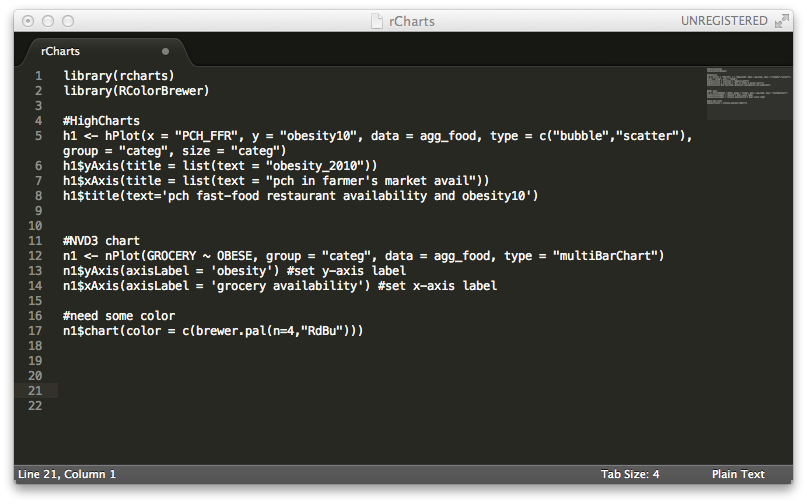 rCharts
UNREGISTERED
rCharts
1 library(rcharts)
2 library(RColorBrewer)
3
4 #HighCharts
5 h1 <- hPlot(x = "PCH_FFR", y = "obesity10", data = agg_food, type = c("bubble","scatter"),
group = "categ", size = "categ")
6 h1$yAxis(title = list(text = "obesity_2010"))
7 h1$xAxis(title = list(text = "pch in farmer's market avail"))
8 h1$title(text='pch fast-food restaurant availability and obesity10')
9
10
11 #NVD3 chart
12 n1 <- nPlot(GROCERY ~ OBESE, group = "categ", data = agg_food, type = "multiBarChart")
13 n1$yAxis(axisLabel = 'obesity') #set y-axis label
14 n1$xAxis(axisLabel = 'grocery availability') #set x-axis label
15
16 #need some color
17 n1$chart(color = c(brewer.pal(n=4,"RdBu")))
18
19
20
21
22
Line 21, Column 1
Tab Size: 4
Plain Text